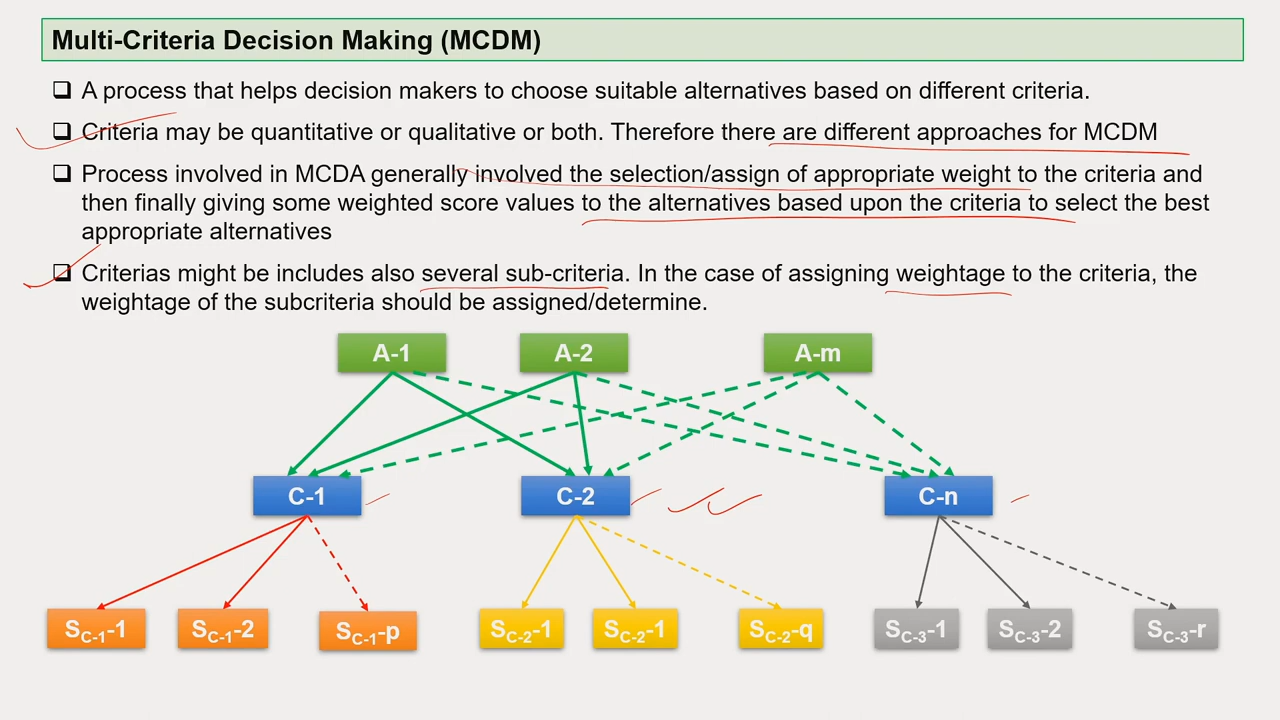 Multi-Criteria Decision Making (MCDM)
❑ A process that helps decision makers to choose suitable alternatives based on different criteria.
❑ Criteria may be quantitative or qualitative or both. Therefore there are different approaches for MCDM
❑ Process involved in MCDA generally involved the selection/assign of appropriate weight to the criteria and
then finally giving some weighted score values to the alternatives based upon the criteria to select the best
appropriate alternatives
❑ Criterias might be includes also several sub-criteria. In the case of assigning weightage to the criteria, the
weightage of the subcriteria should be assigned/determine.
A-1 A-2 A-m
C-1 C-2 C-n
SC-1-1 SC-1-2 SC-1-p SC-2-1 SC-2-1 SC-2-q SC-3-1 SC-3-2 SC-3-r